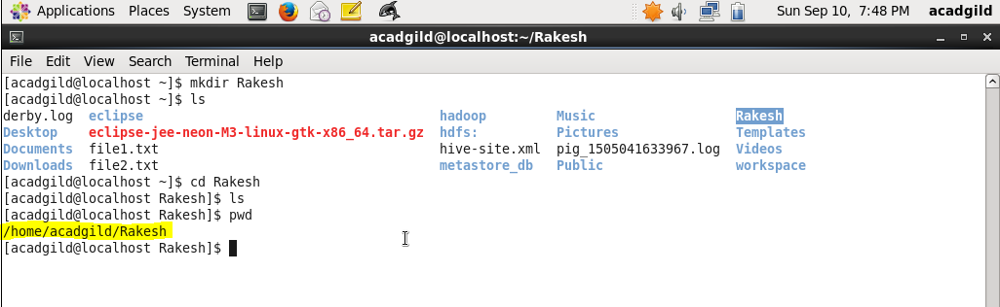 Applications Places System Sun Sep 10, 7:48 PM acadgild
acadgild@localhost:~/Rakesh
File Edit View Search Terminal Help
[acadgild@localhost ~]$ mkdir Rakesh
[acadgild@localhost ~]$ ls
derby.log eclipse hadoop Music Rakesh
Desktop eclipse-jee-neon-M3-linux-gtk-x86_64.tar.gz hdfs: Pictures Templates
Documents file1.txt hive-site.xml pig_1505041633967.log Videos
Downloads file2.txt metastore_db Public workspace
[acadgild@localhost ~]$ cd Rakesh
[acadgild@localhost Rakesh]$ ls
[acadgild@localhost Rakesh]$ pwd
/home/acadgild/Rakesh
[acadgild@localhost Rakesh]$